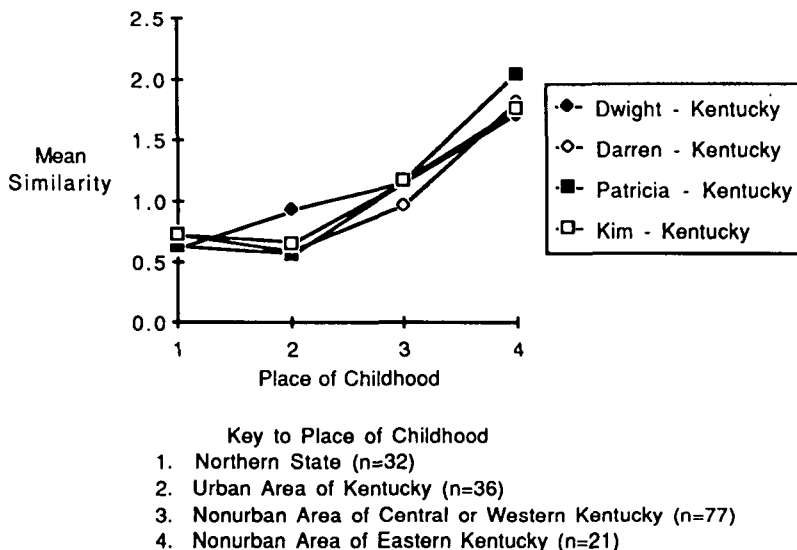 2.5
2.0
1.5
1.0
0.5
0.0
Mean
Similarity
1
2
3
4
Place of Childhood
Dwight - Kentucky
Darren - Kentucky
Patricia - Kentucky
Kim - Kentucky
Key to Place of Childhood
1. Northern State (n=32)
2. Urban Area of Kentucky (n=36)
3. Nonurban Area of Central or Western Kentucky (n=77)
4. Nonurban Area of Eastern Kentucky (n=21)